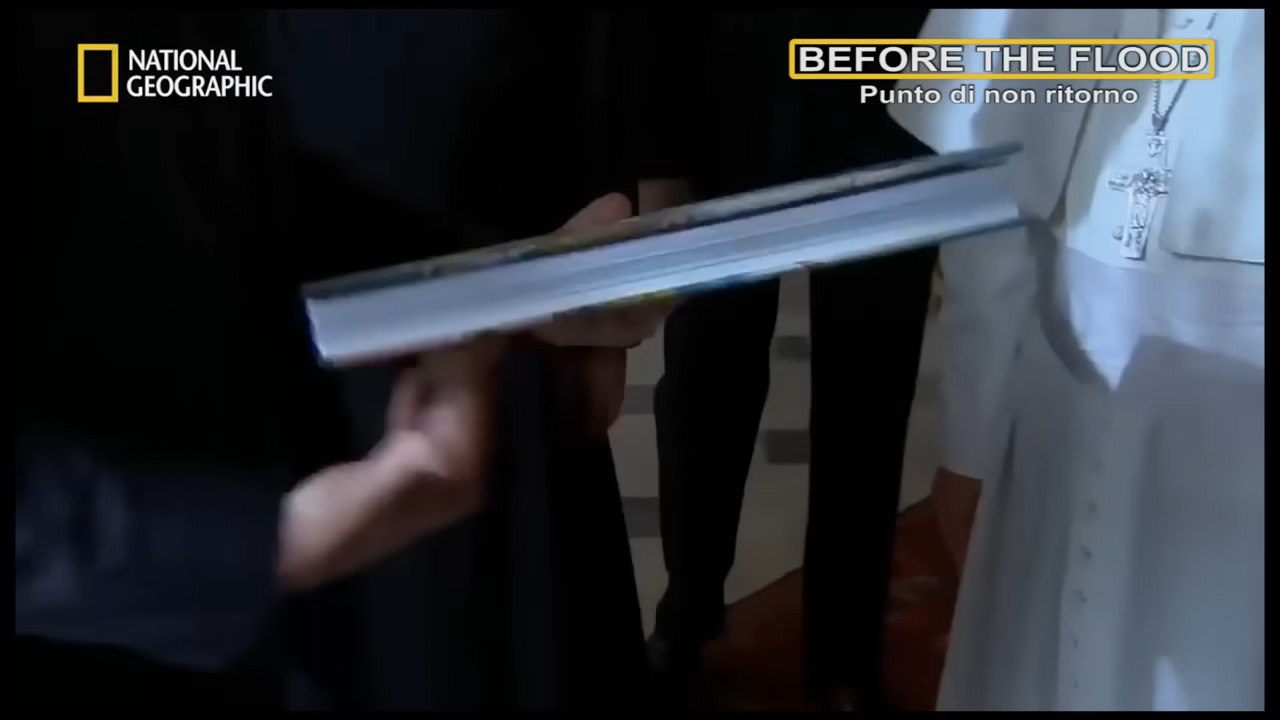 NATIONAL
GEOGRAPHIC
BEFORE THE FLOOD
Punto di non ritorno